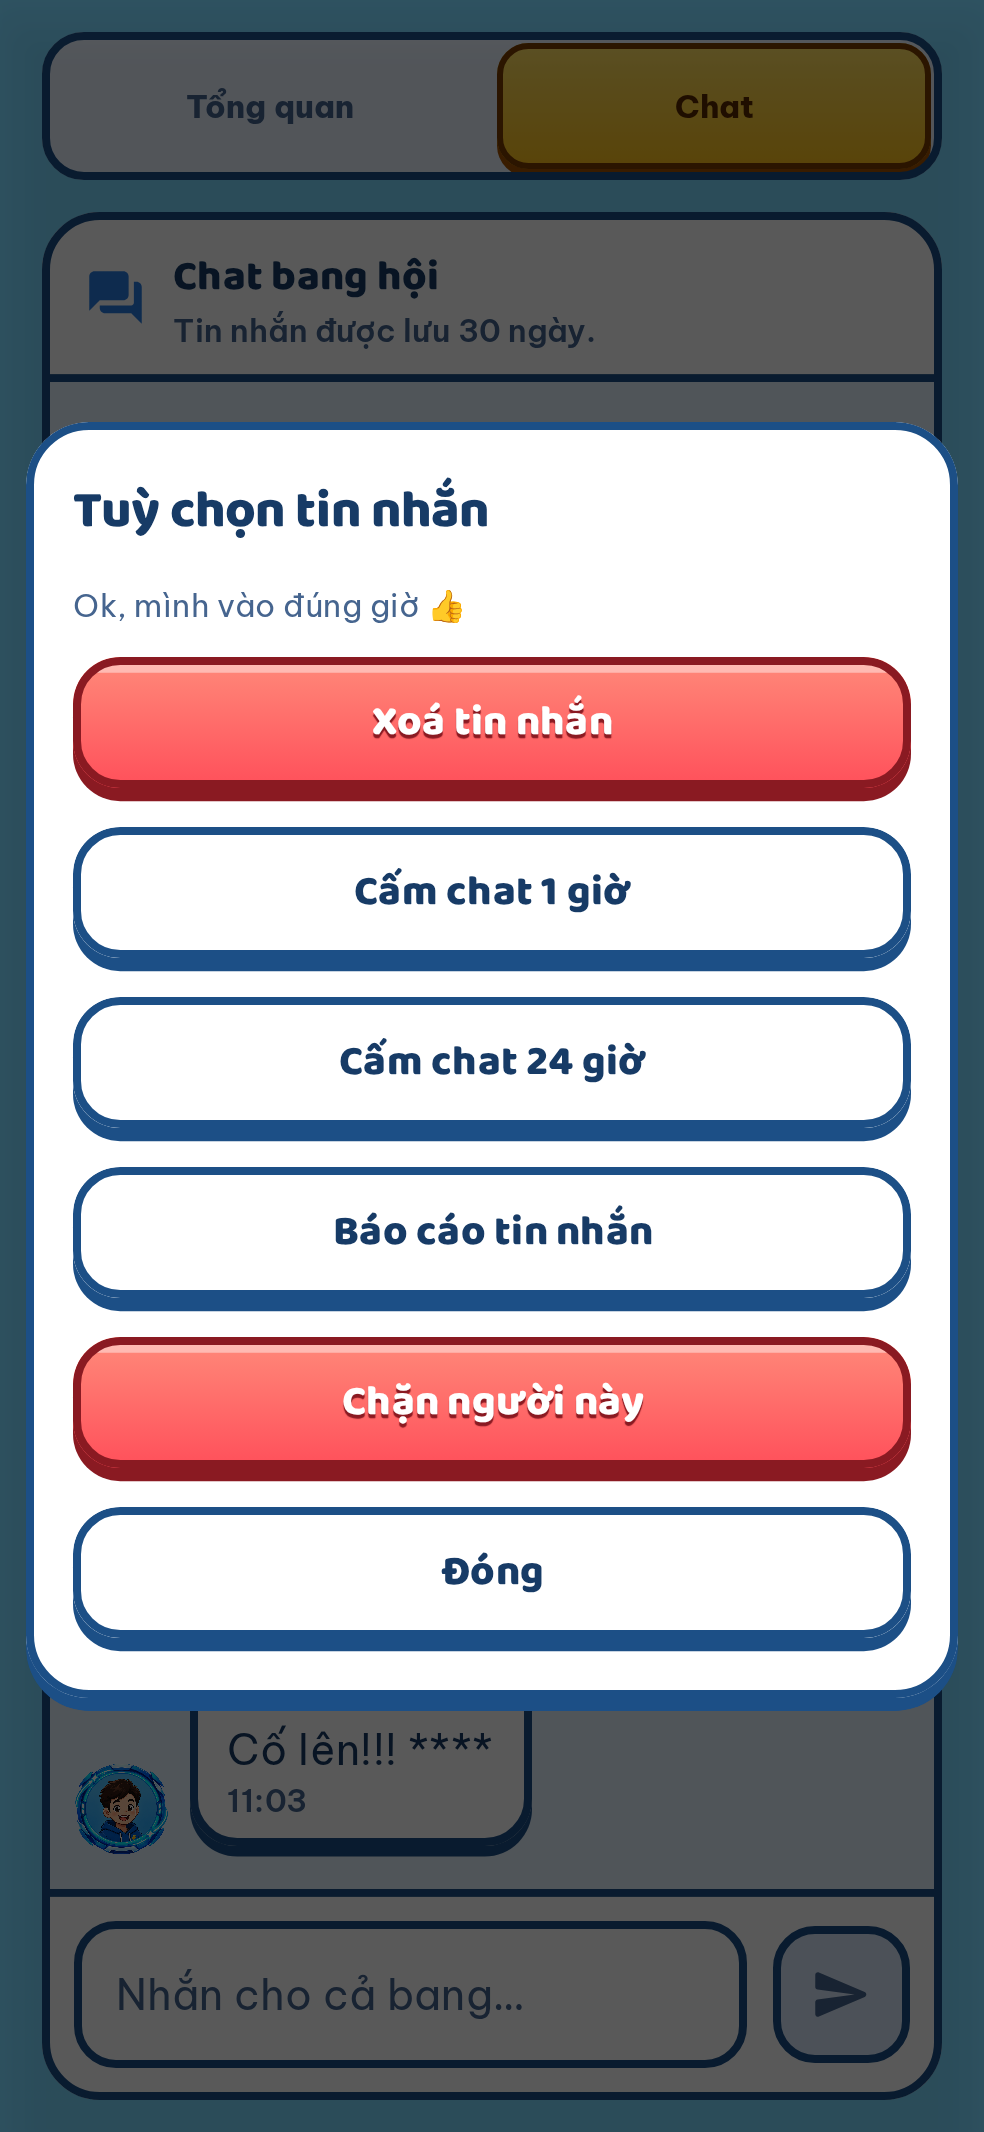 Tổng quan
Chat
Chat bang hội
Tin nhắn được lưu 30 ngày.
Tuỳ chọn tin nhắn
Ok, mình vào đúng giờ 👍
Xoá tin nhắn
Cấm chat 1 giờ
Cấm chat 24 giờ
Báo cáo tin nhắn
Chặn người này
Đóng
Cố lên!!! ****
11:03
Nhắn cho cả bang...